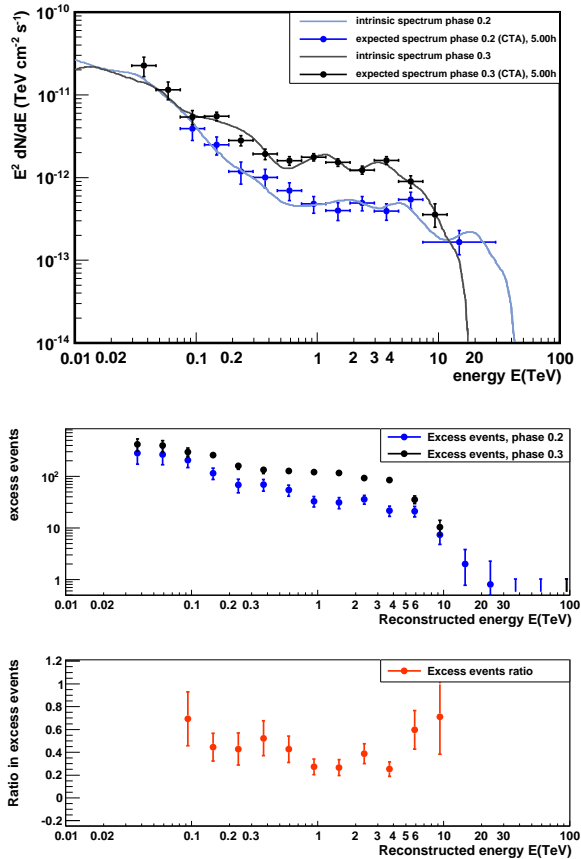 intrinsic spectrum phase 0.2
expected spectrum phase 0.2 (CTA), 5.00h
intrinsic spectrum phase 0.3
expected spectrum phase 0.3 (CTA), 5.00h
E² dN/dE (TeV cm⁻² s⁻¹)
10⁻¹⁰
10⁻¹¹
10⁻¹²
10⁻¹³
10⁻¹⁴
0.01 0.02 0.1 0.2 1 2 3 4 10 20 100
energy E(TeV)
Excess events, phase 0.2
Excess events, phase 0.3
excess events
10²
10
1
0.01 0.02 0.1 0.2 0.3 1 2 3 4 5 6 10 20 30 100
Reconstructed energy E(TeV)
Excess events ratio
Ratio in excess events
1.2
1
0.8
0.6
0.4
0.2
0
-0.2
0.01 0.02 0.1 0.2 0.3 1 2 3 4 5 6 10 20 30 100
Reconstructed energy E(TeV)